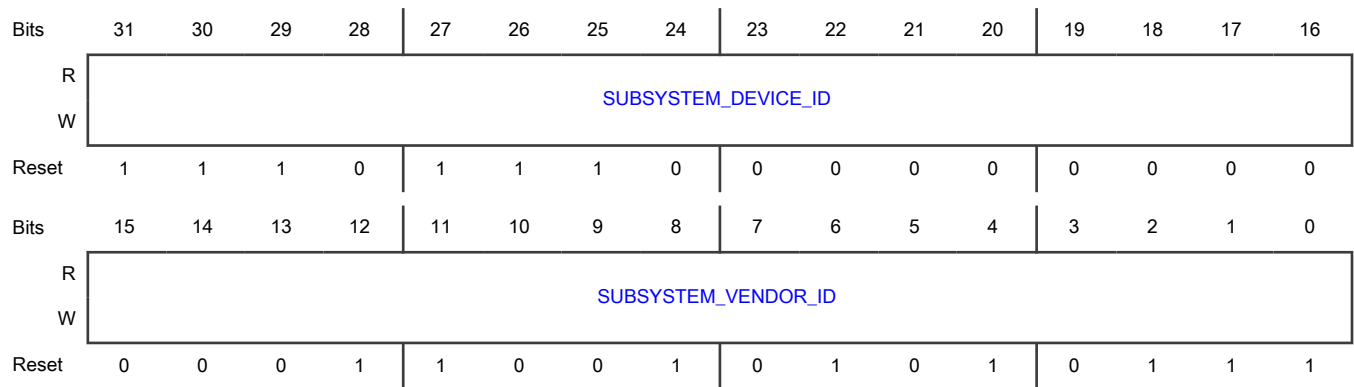 Bits 31 30 29 28 27 26 25 24 23 22 21 20 19 18 17 16
R
SUBSYSTEM_DEVICE_ID
W
Reset 1 1 1 0 1 1 1 0 0 0 0 0 0 0 0 0
Bits 15 14 13 12 11 10 9 8 7 6 5 4 3 2 1 0
R
SUBSYSTEM_VENDOR_ID
W
Reset 0 0 0 1 1 0 0 1 0 1 0 1 0 1 1 1